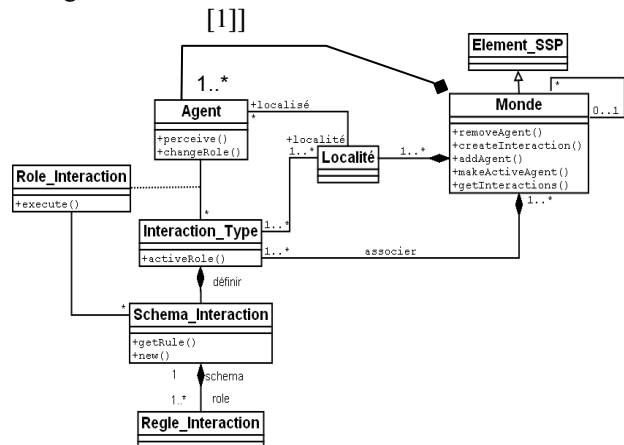 [1]]
Element_SSP
1..*
*
Agent
+localisé
*
Monde
0..1
+perceive()
+changeRole()
+removeAgent()
+createInteraction()
+addAgent()
+makeActiveAgent()
+getInteractions()
+localité
1..*
Localité
1..*
Role_Interaction
+execute()
*
1..*
1..*
Interaction_Type
1..*
associer
+activeRole()
définir
*
Schema_Interaction
+getRule()
+new()
1
schema
1..*
role
Regle_Interaction